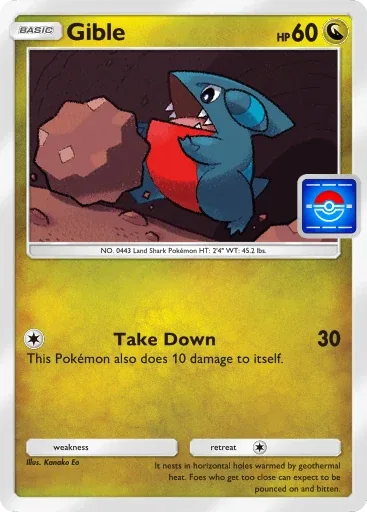 BASIC Gible HP 60
NO. 0443 Land Shark Pokémon HT: 2'4" WT: 45.2 lbs.
Take Down 30
This Pokémon also does 10 damage to itself.
weakness retreat
Illus. Kanako Eo
It nests in horizontal holes warmed by geothermal
heat. Foes who get too close can expect to be
pounced on and bitten.